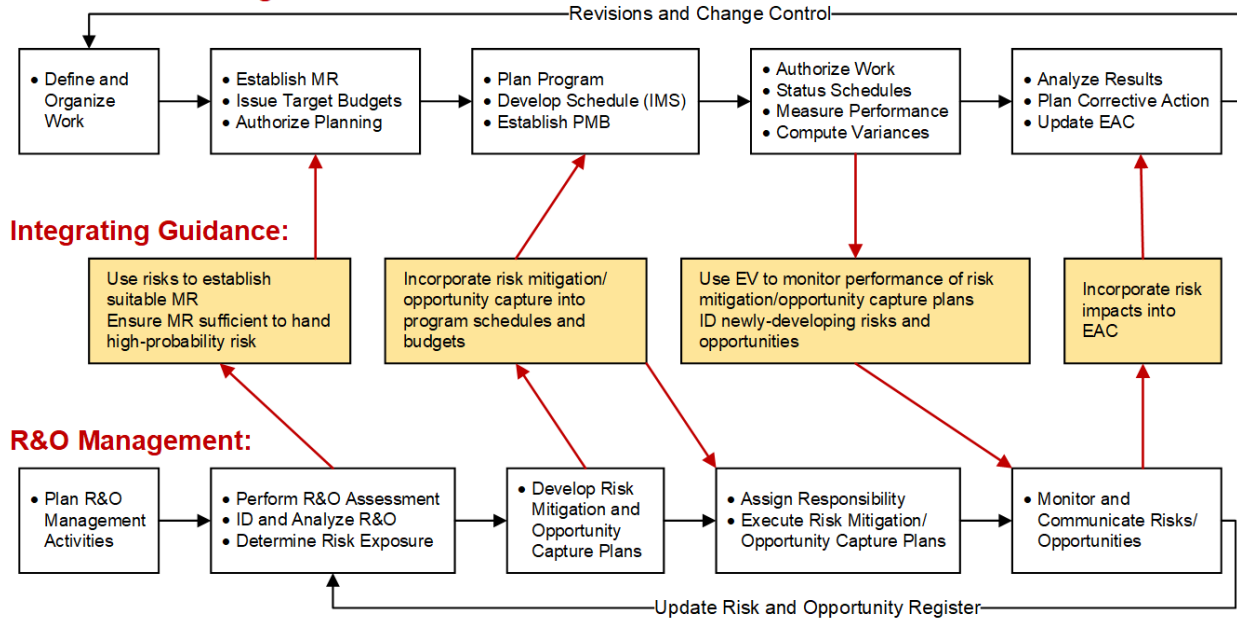 Revisions and Change Control
• Define and
Organize
Work
• Establish MR
• Issue Target Budgets
• Authorize Planning
• Plan Program
• Develop Schedule (IMS)
• Establish PMB
• Authorize Work
• Status Schedules
• Measure Performance
• Compute Variances
• Analyze Results
• Plan Corrective Action
• Update EAC
Integrating Guidance:
Use risks to establish
suitable MR
Ensure MR sufficient to hand
high-probability risk
Incorporate risk mitigation/
opportunity capture into
program schedules and
budgets
Use EV to monitor performance of risk
mitigation/opportunity capture plans
ID newly-developing risks and
opportunities
Incorporate risk
impacts into
EAC
R&O Management:
• Plan R&O
Management
Activities
• Perform R&O Assessment
• ID and Analyze R&O
• Determine Risk Exposure
• Develop Risk
Mitigation and
Opportunity
Capture Plans
• Assign Responsibility
• Execute Risk Mitigation/
Opportunity Capture Plans
• Monitor and
Communicate Risks/
Opportunities
Update Risk and Opportunity Register